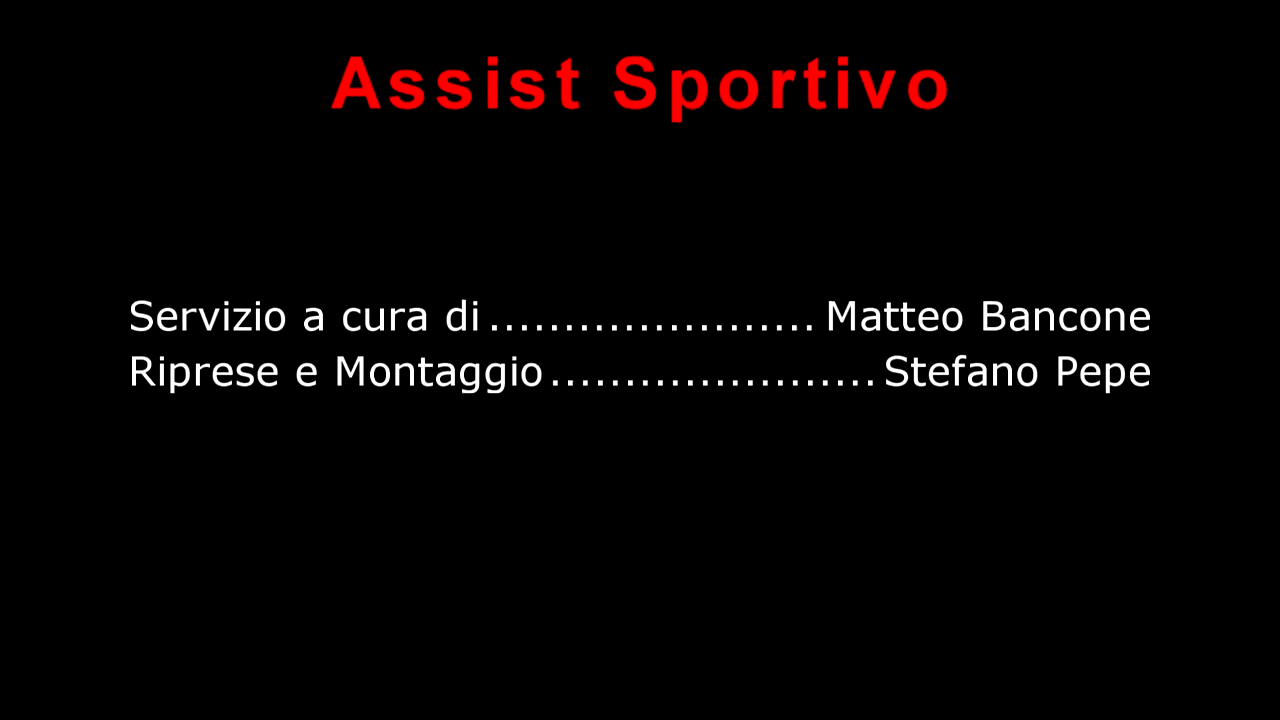 Assist Sportivo
Servizio a cura di ...................... Matteo Bancone
Riprese e Montaggio ...................... Stefano Pepe